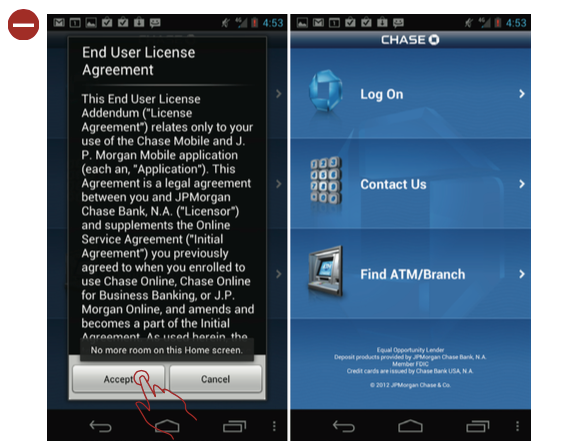 4:53
End User License
Agreement
This End User License
Addendum ("License
Agreement") relates only to your
use of the Chase Mobile and J.
P. Morgan Mobile application
(each an, "Application"). This
Agreement is a legal agreement
between you and JPMorgan
Chase Bank, N.A. ("Licensor")
and supplements the Online
Service Agreement ("Initial
Agreement") you previously
agreed to when you enrolled to
use Chase Online, Chase Online
for Business Banking, or J.P.
Morgan Online, and amends and
becomes a part of the Initial
Agreement. As used herein, the
No more room on this Home screen.
Accept Cancel
4:53
CHASE
Log On
Contact Us
Find ATM/Branch
Equal Opportunity Lender
Deposit products provided by JPMorgan Chase Bank, N.A.
Member FDIC
Credit cards are issued by Chase Bank USA, N.A.
© 2012 JPMorgan Chase & Co.